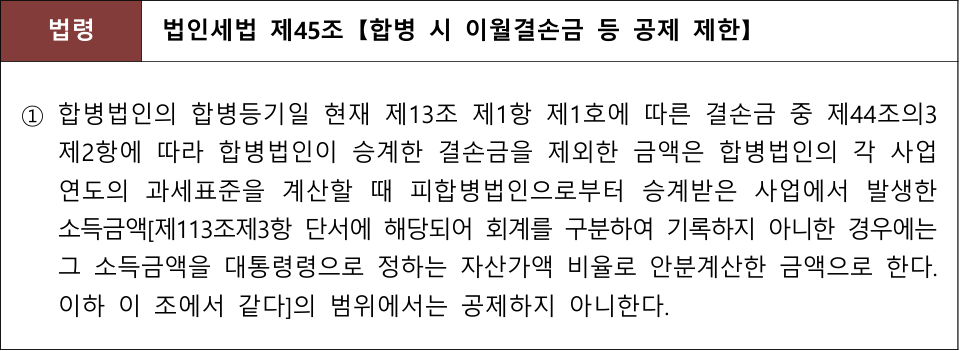 법령
법인세법 제45조【합병 시 이월결손금 등 공제 제한】
① 합병법인의 합병등기일 현재 제13조 제1항 제1호에 따른 결손금 중 제44조의3
제2항에 따라 합병법인이 승계한 결손금을 제외한 금액은 합병법인의 각 사업
연도의 과세표준을 계산할 때 피합병법인으로부터 승계받은 사업에서 발생한
소득금액[제113조제3항 단서에 해당되어 회계를 구분하여 기록하지 아니한 경우에는
그 소득금액을 대통령령으로 정하는 자산가액 비율로 안분계산한 금액으로 한다.
이하 이 조에서 같다]의 범위에서는 공제하지 아니한다.